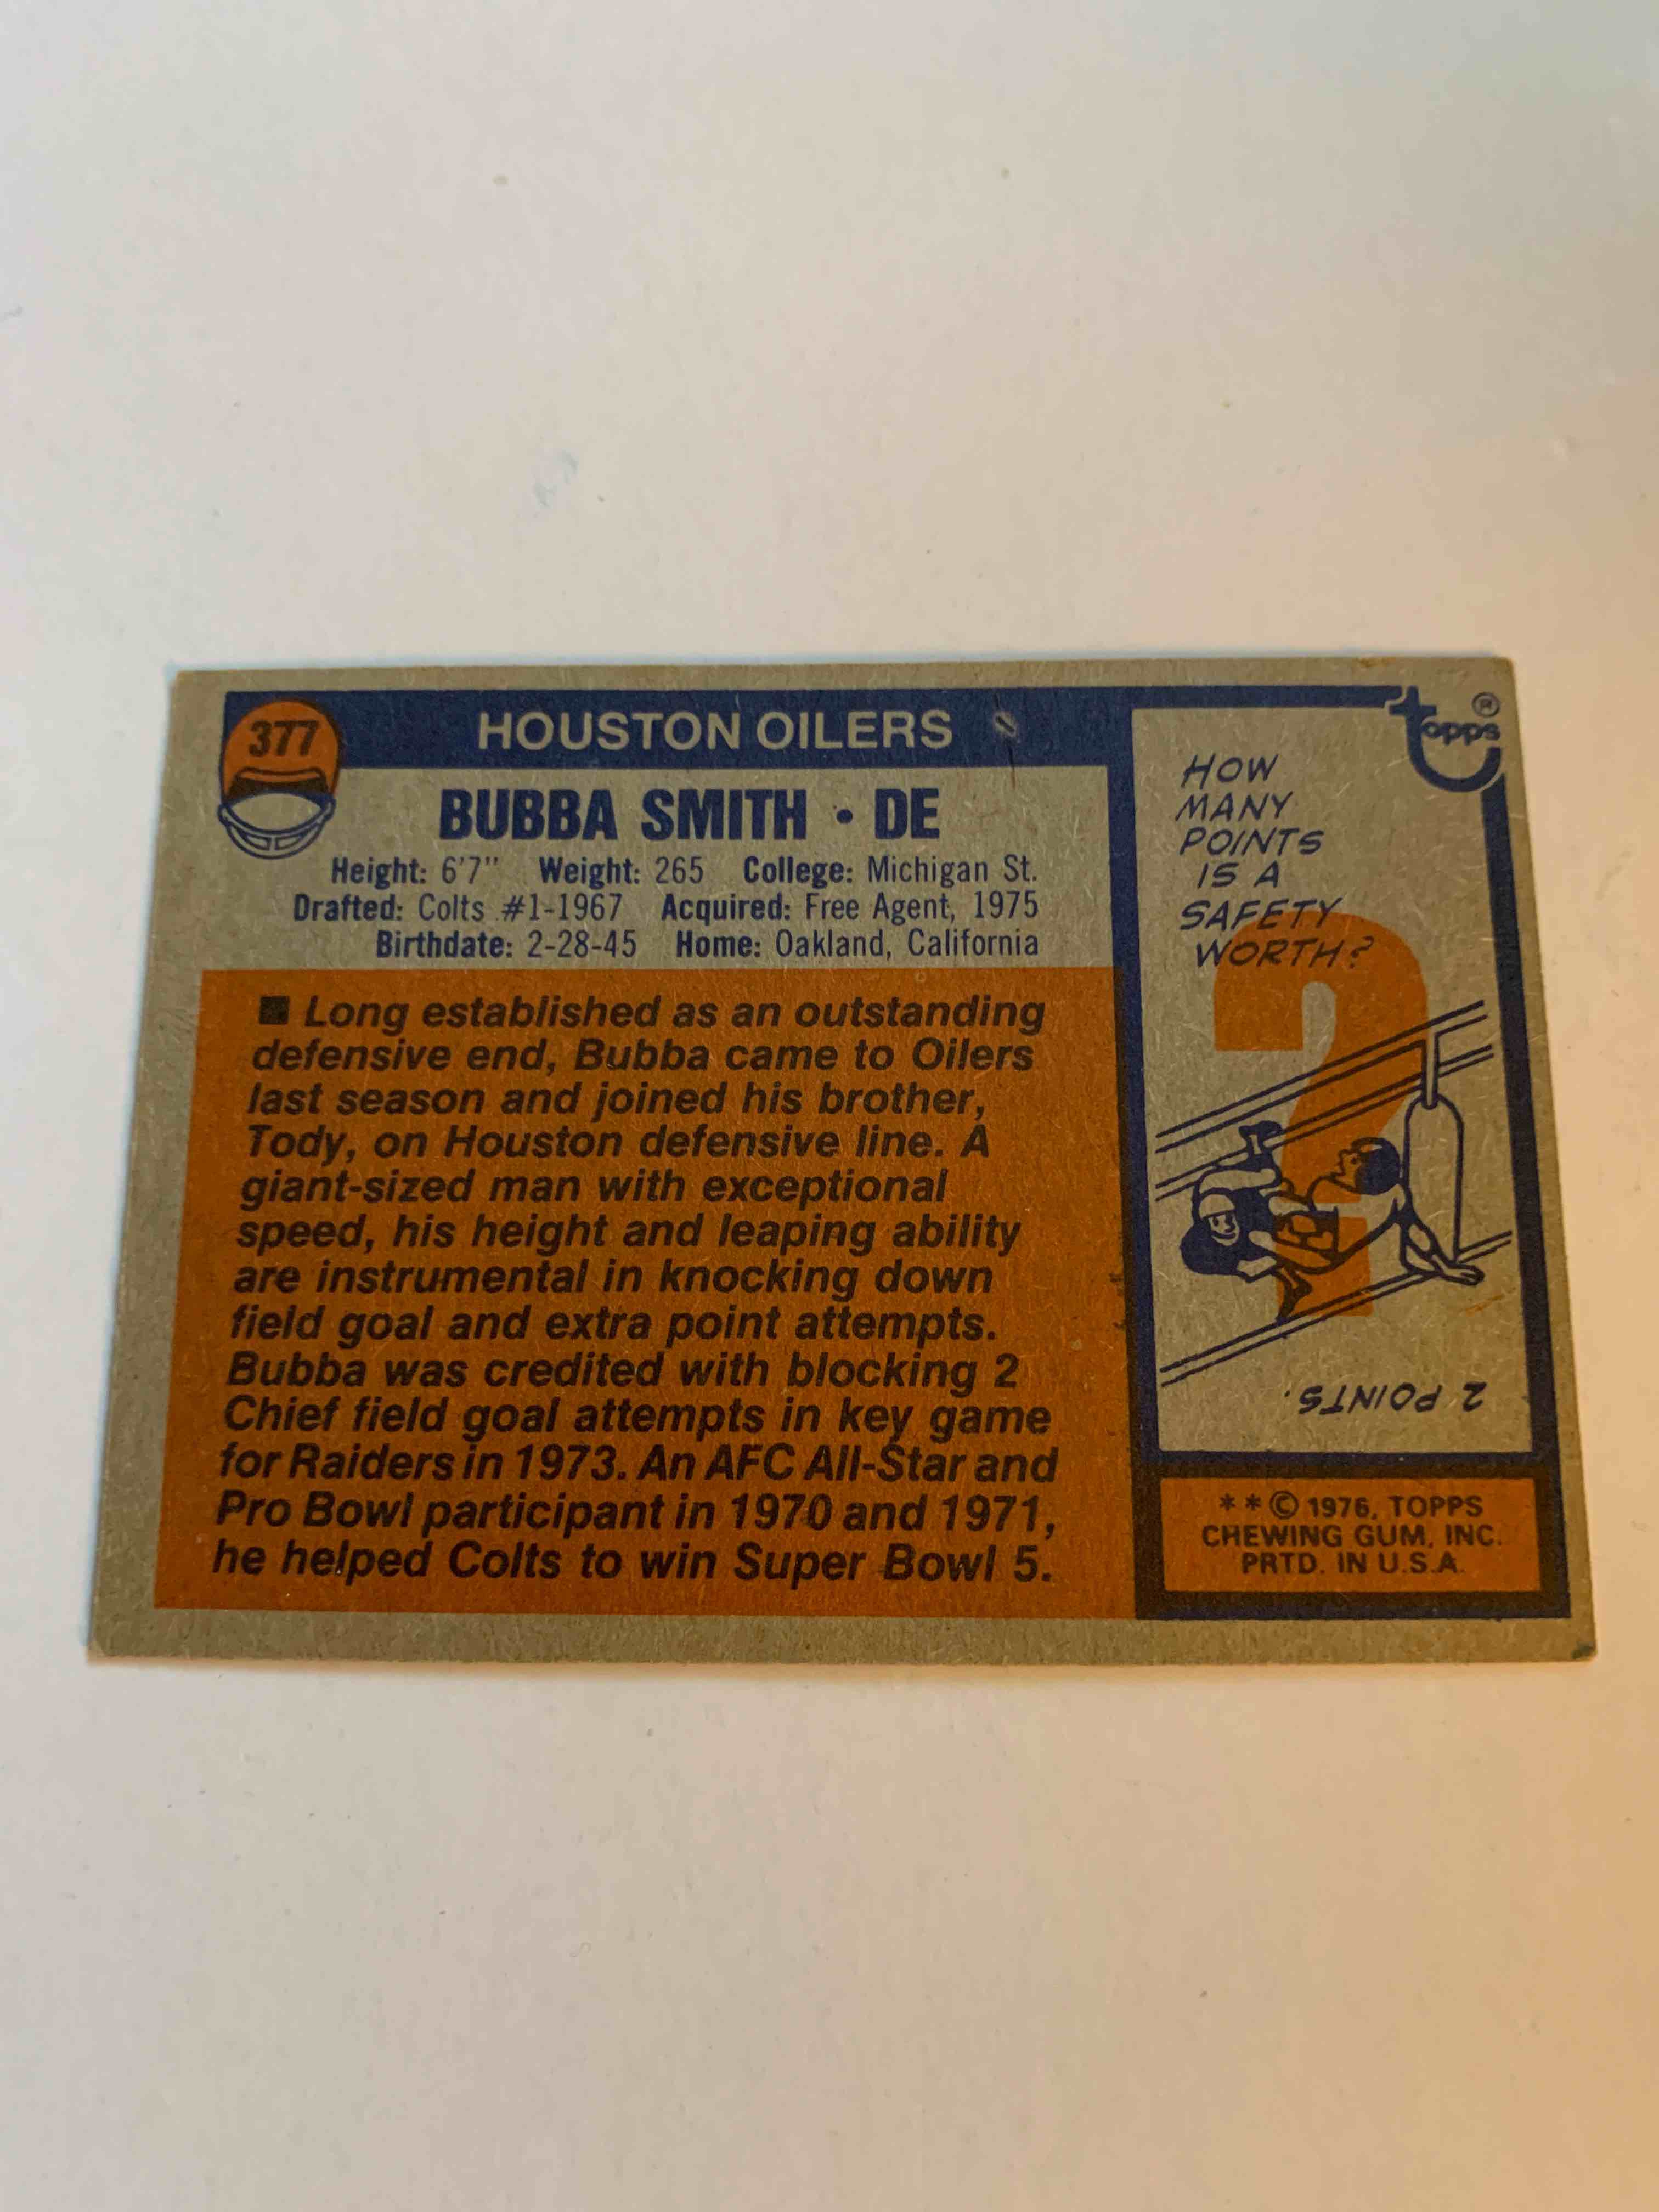 377
HOUSTON OILERS
BUBBA SMITH • DE
Height: 6'7" Weight: 265 College: Michigan St.
Drafted: Colts #1-1967 Acquired: Free Agent, 1975
Birthdate: 2-28-45 Home: Oakland, California
■ Long established as an outstanding
defensive end, Bubba came to Oilers
last season and joined his brother,
Tody, on Houston defensive line. A
giant-sized man with exceptional
speed, his height and leaping ability
are instrumental in knocking down
field goal and extra point attempts.
Bubba was credited with blocking 2
Chief field goal attempts in key game
for Raiders in 1973. An AFC All-Star and
Pro Bowl participant in 1970 and 1971,
he helped Colts to win Super Bowl 5.
topps ®
HOW
MANY
POINTS
IS A
SAFETY
WORTH?
?
2 POINTS.
* * © 1976, TOPPS
CHEWING GUM, INC.
PRTD. IN U.S.A.